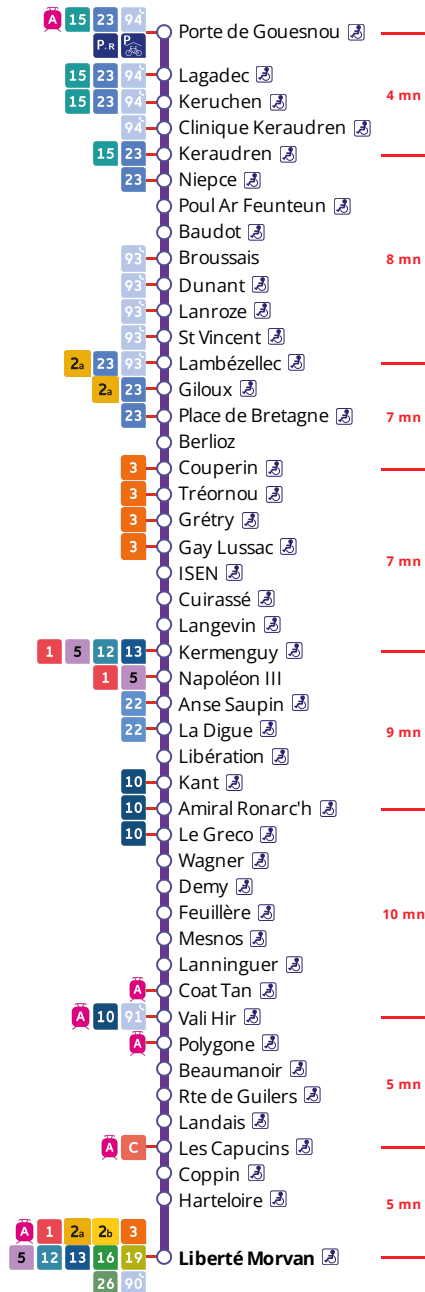 A 15 23 94 Porte de Gouesnou
P+R P
15 23 94 Lagadec
4 mn
15 23 94 Keruchen
94 Clinique Keraudren
15 23 Keraudren
23 Niepce
Poul Ar Feunteun
Baudot
93 Broussais 8 mn
93 Dunant
93 Lanroze
93 St Vincent
2a 23 93 Lambézellec
2a 23 Giloux
23 Place de Bretagne 7 mn
Berlioz
3 Couperin
3 Tréornou
3 Grétry
3 Gay Lussac
7 mn
ISEN
Cuirassé
Langevin
1 5 12 13 Kermenguy
1 5 Napoléon III
22 Anse Saupin
22 La Digue 9 mn
Libération
10 Kant
10 Amiral Ronarc'h
10 Le Greco
Wagner
Demy
Feuillère 10 mn
Mesnos
Lanninguer
A Coat Tan
A 10 91 Vali Hir
A Polygone
Beaumanoir
5 mn
Rte de Guilers
Landais
A C Les Capucins
Coppin
Harteloire 5 mn
A 1 2a 2b 3
5 12 13 16 19 Liberté Morvan
26 90